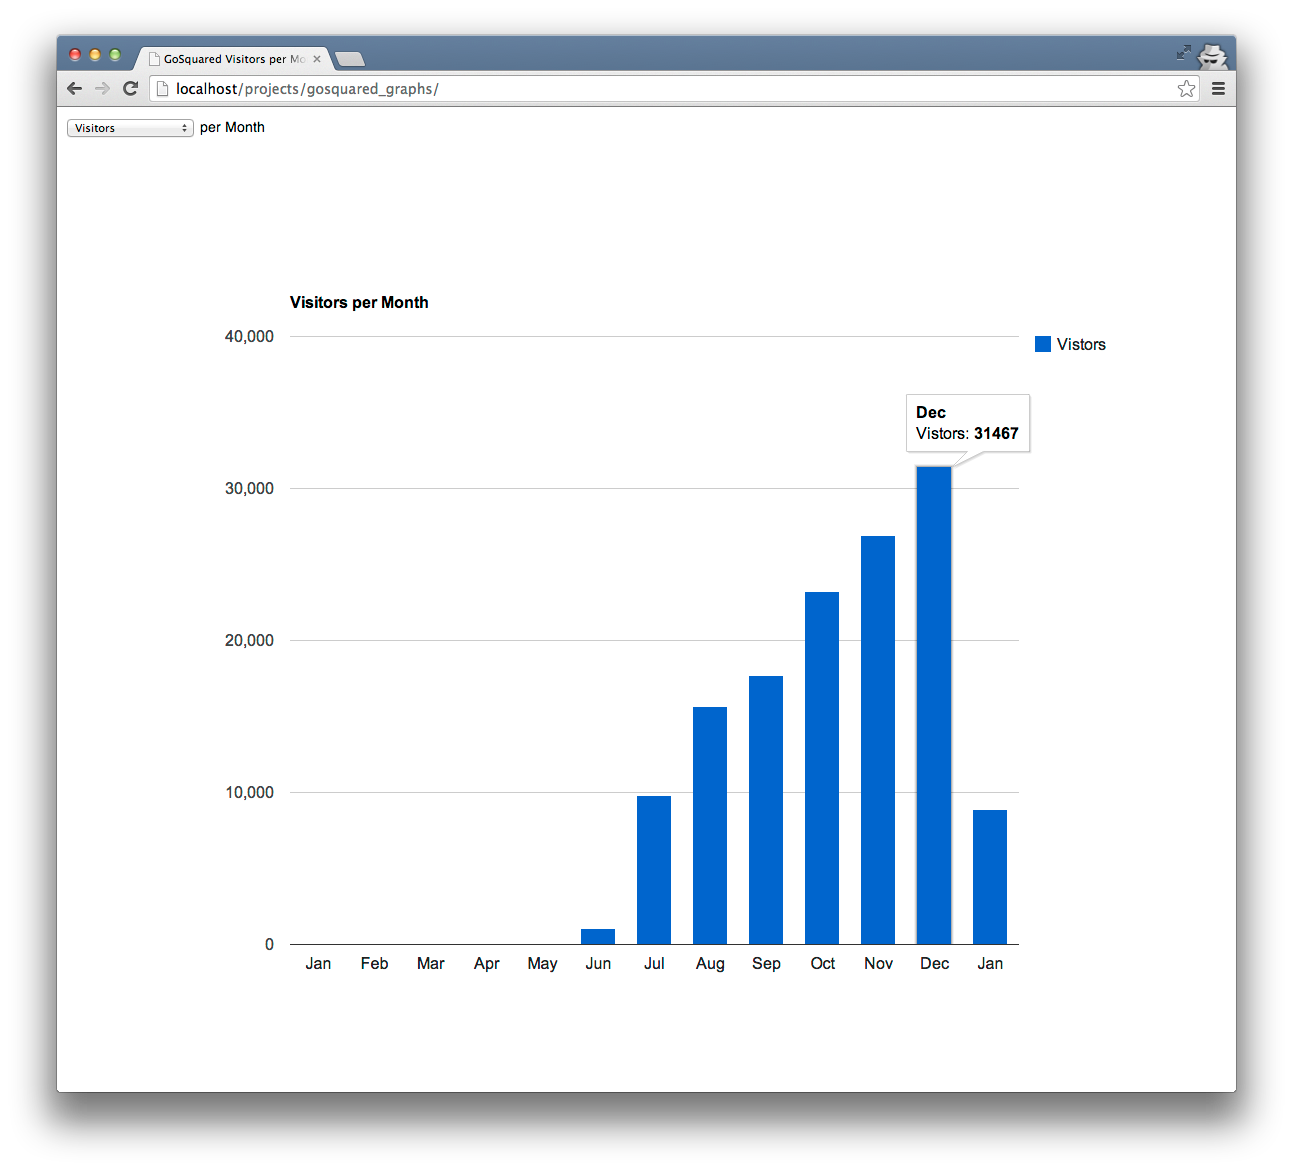 GoSquared Visitors per Mo
localhost/projects/gosquared_graphs/
Visitors per Month
Visitors per Month
40,000
Vistors
Dec
Vistors: 31467
30,000
20,000
10,000
0
Jan Feb Mar Apr May Jun Jul Aug Sep Oct Nov Dec Jan